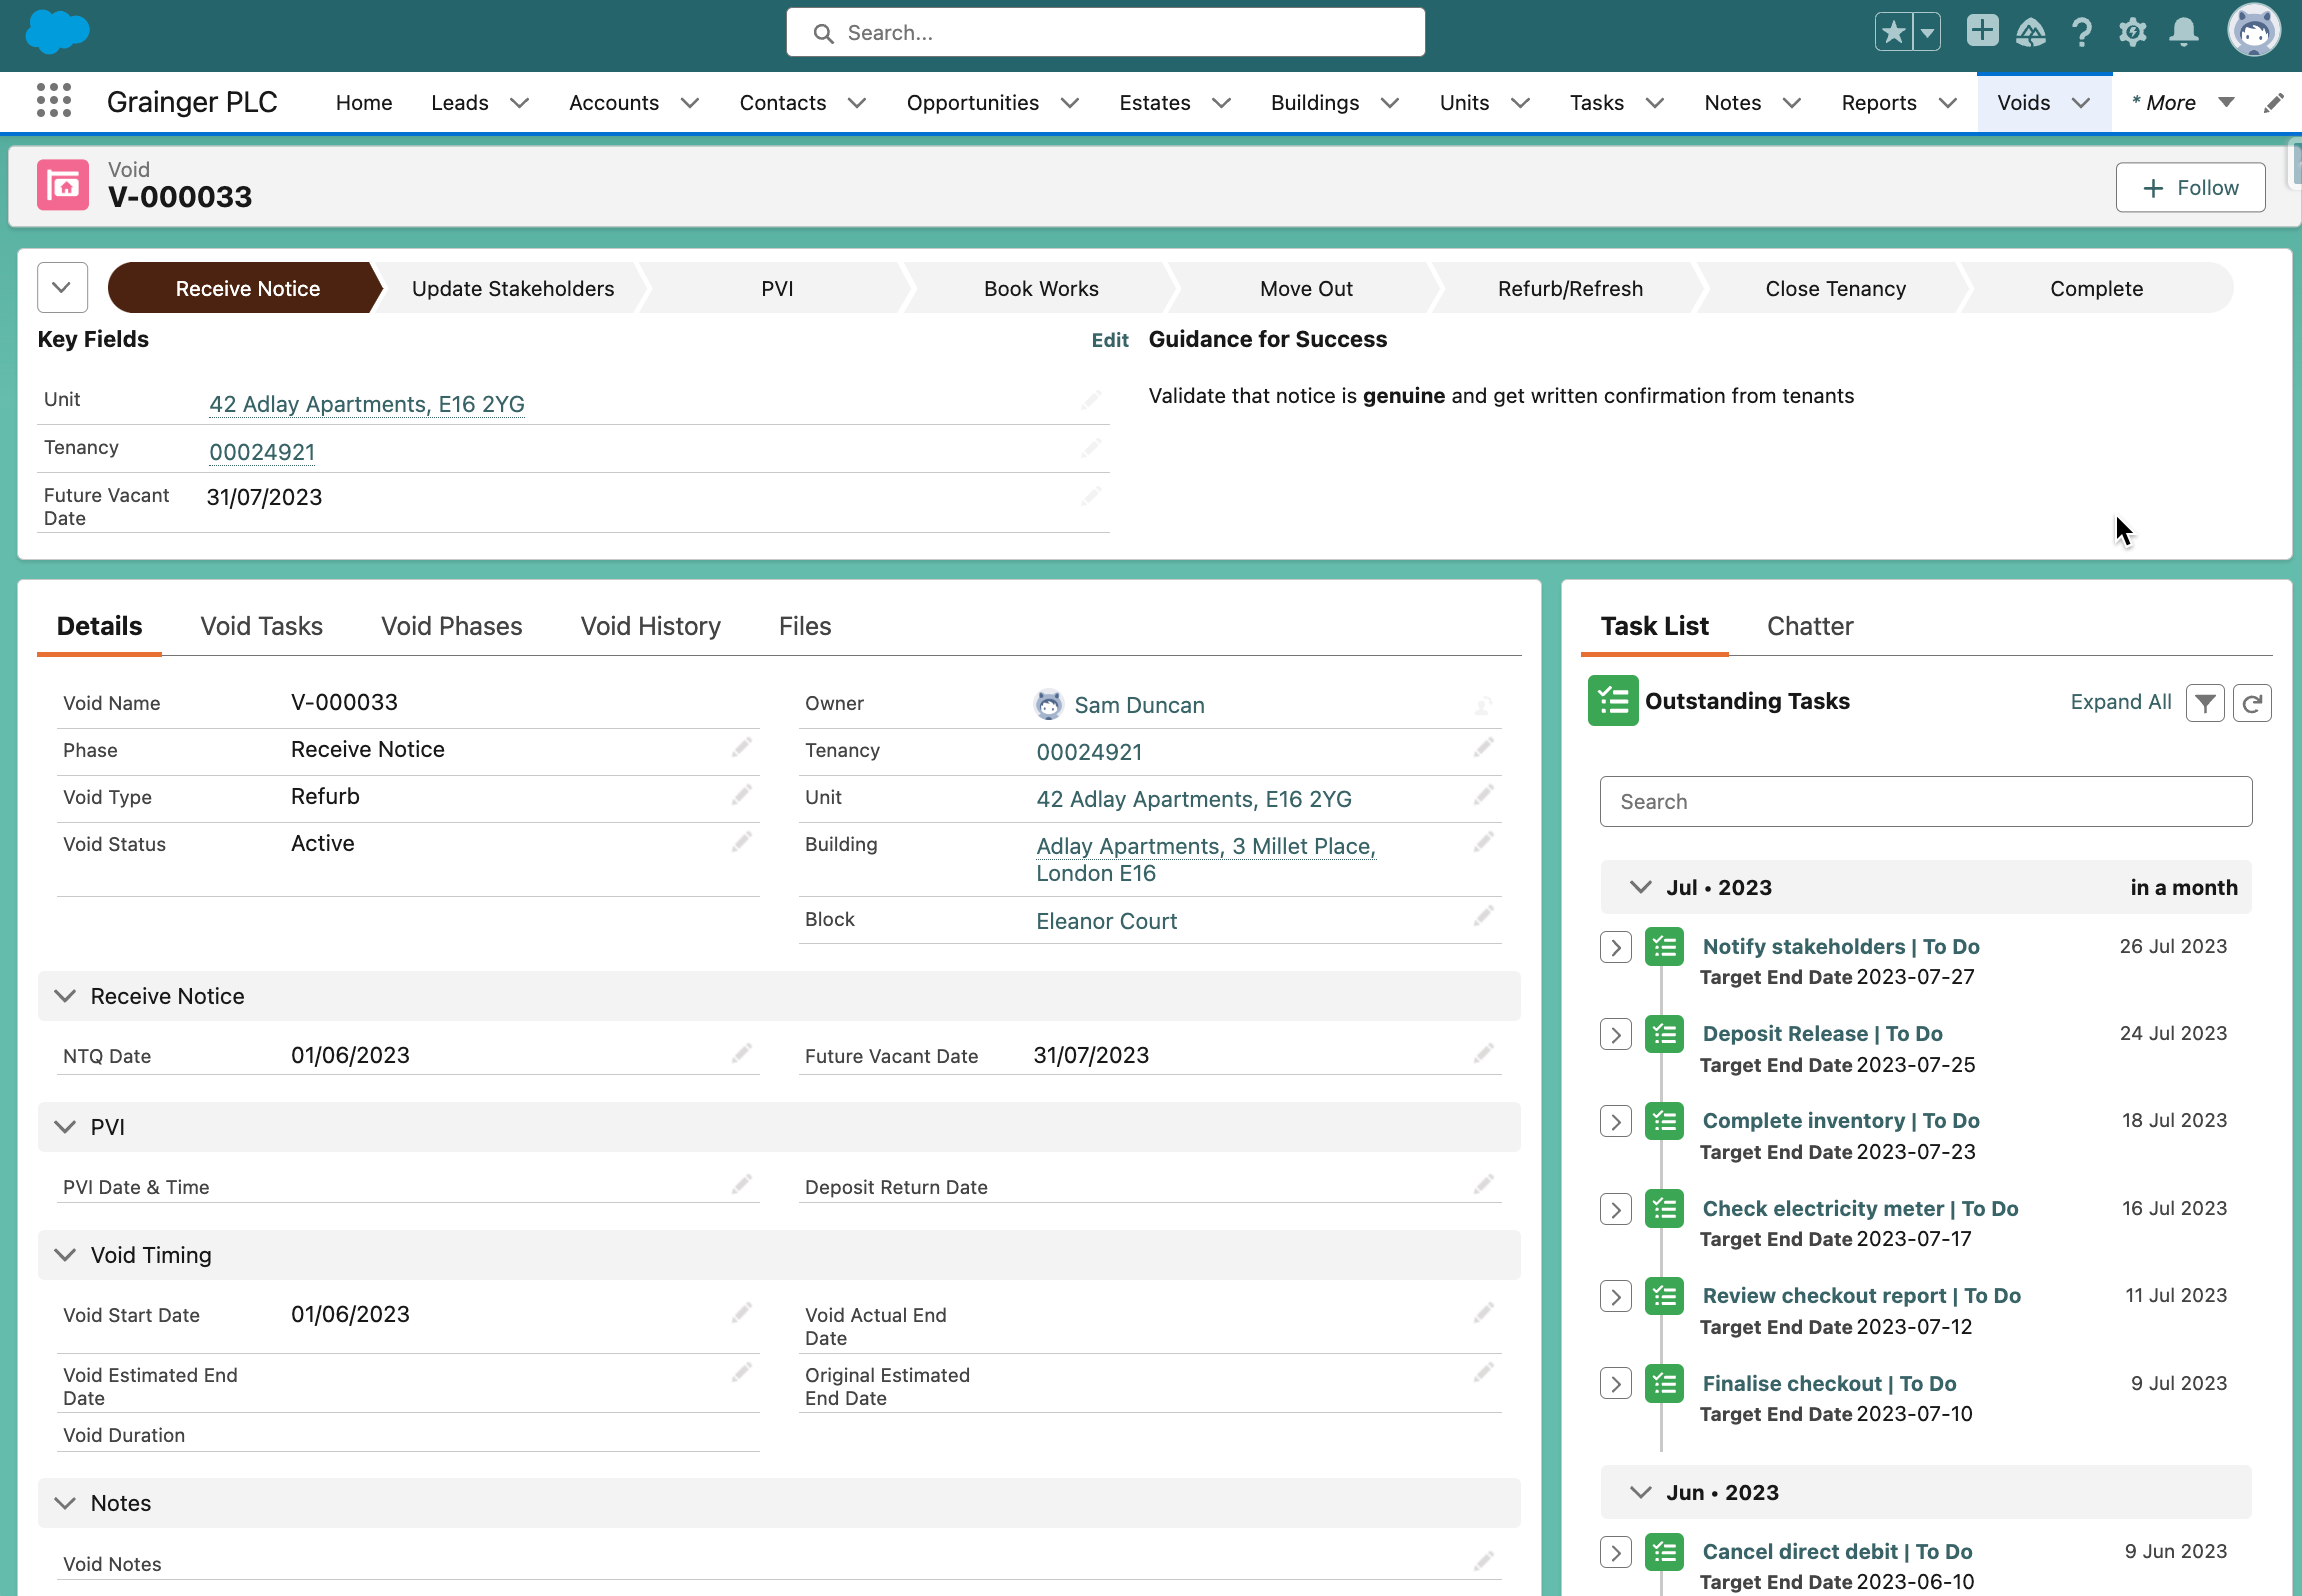 Search...
Grainger PLC
Home
Leads
Accounts
Contacts
Opportunities
Estates
Buildings
Units
Tasks
Notes
Reports
Voids
* More
Void
V-000033
Follow
Receive Notice
Update Stakeholders
PVI
Book Works
Move Out
Refurb/Refresh
Close Tenancy
Complete
Key Fields
Edit
Unit
42 Adlay Apartments, E16 2YG
Tenancy
00024921
Future Vacant
Date
31/07/2023
Guidance for Success
Validate that notice is genuine and get written confirmation from tenants
Details
Void Tasks
Void Phases
Void History
Files
Void Name
V-000033
Owner
Sam Duncan
Phase
Receive Notice
Tenancy
00024921
Void Type
Refurb
Unit
42 Adlay Apartments, E16 2YG
Void Status
Active
Building
Adlay Apartments, 3 Millet Place,
London E16
Block
Eleanor Court
Receive Notice
NTQ Date
01/06/2023
Future Vacant Date
31/07/2023
PVI
PVI Date & Time
Deposit Return Date
Void Timing
Void Start Date
01/06/2023
Void Actual End
Date
Void Estimated End
Date
Original Estimated
End Date
Void Duration
Notes
Void Notes
Task List
Chatter
Outstanding Tasks
Expand All
Search
Jul • 2023
in a month
Notify stakeholders | To Do
26 Jul 2023
Target End Date 2023-07-27
Deposit Release | To Do
24 Jul 2023
Target End Date 2023-07-25
Complete inventory | To Do
18 Jul 2023
Target End Date 2023-07-23
Check electricity meter | To Do
16 Jul 2023
Target End Date 2023-07-17
Review checkout report | To Do
11 Jul 2023
Target End Date 2023-07-12
Finalise checkout | To Do
9 Jul 2023
Target End Date 2023-07-10
Jun • 2023
Cancel direct debit | To Do
9 Jun 2023
Target End Date 2023-06-10